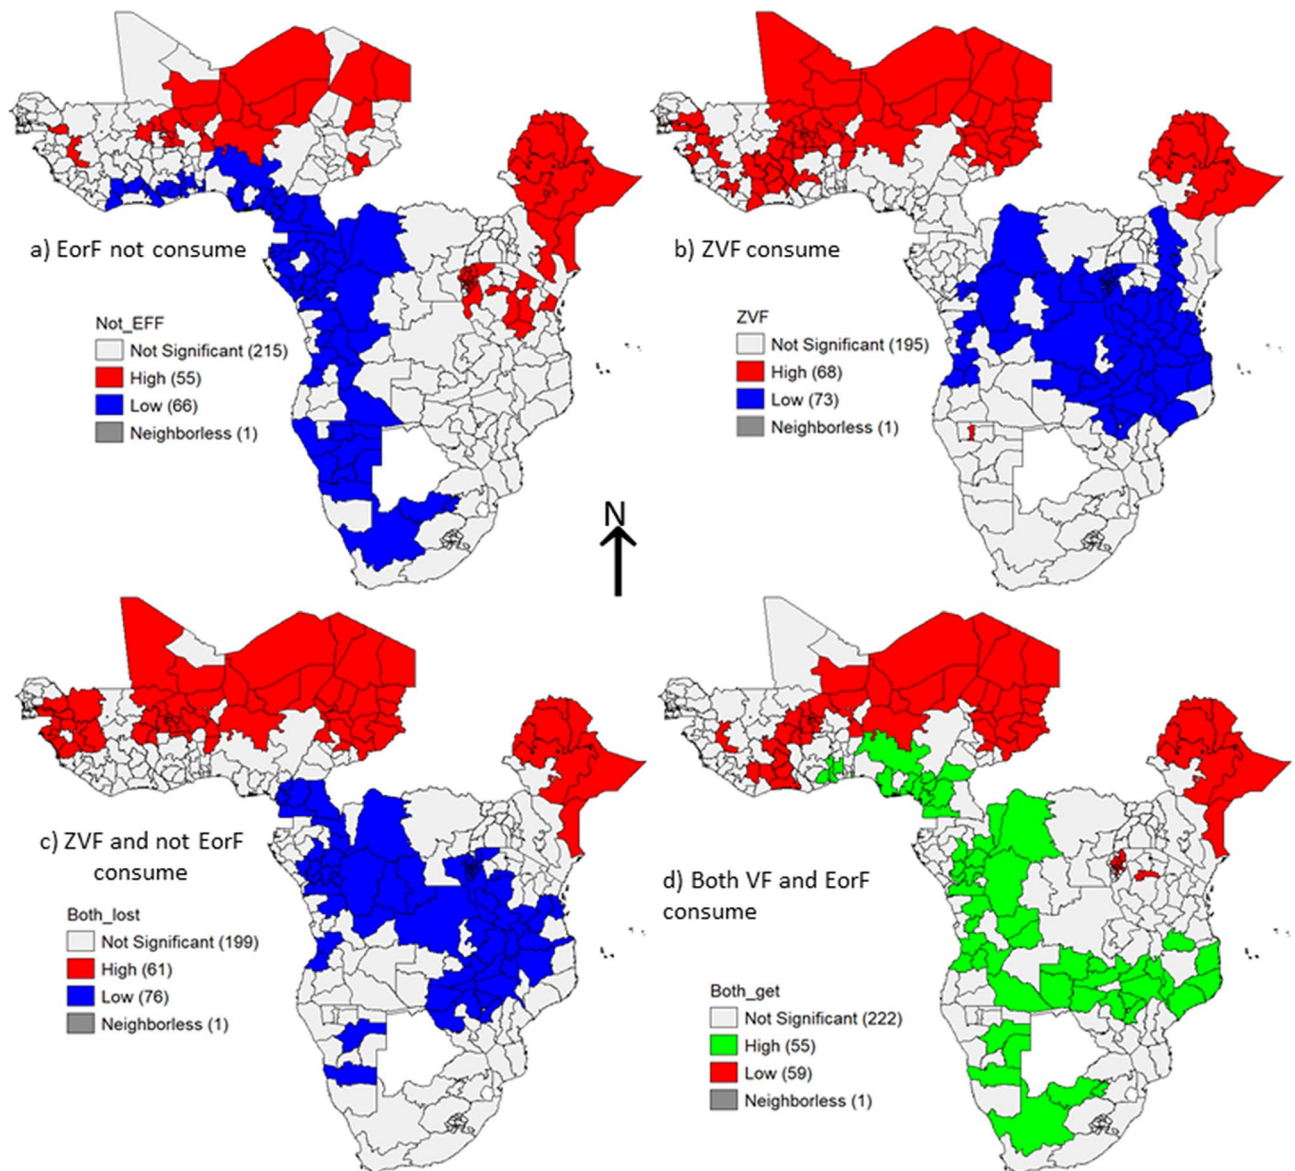 a) EorF not consume
Not_EFF
Not Significant (215)
High (55)
Low (66)
Neighborless (1)
b) ZVF consume
ZVF
Not Significant (195)
High (68)
Low (73)
Neighborless (1)
N
c) ZVF and not EorF
consume
Both_lost
Not Significant (199)
High (61)
Low (76)
Neighborless (1)
d) Both VF and EorF
consume
Both_get
Not Significant (222)
High (55)
Low (59)
Neighborless (1)